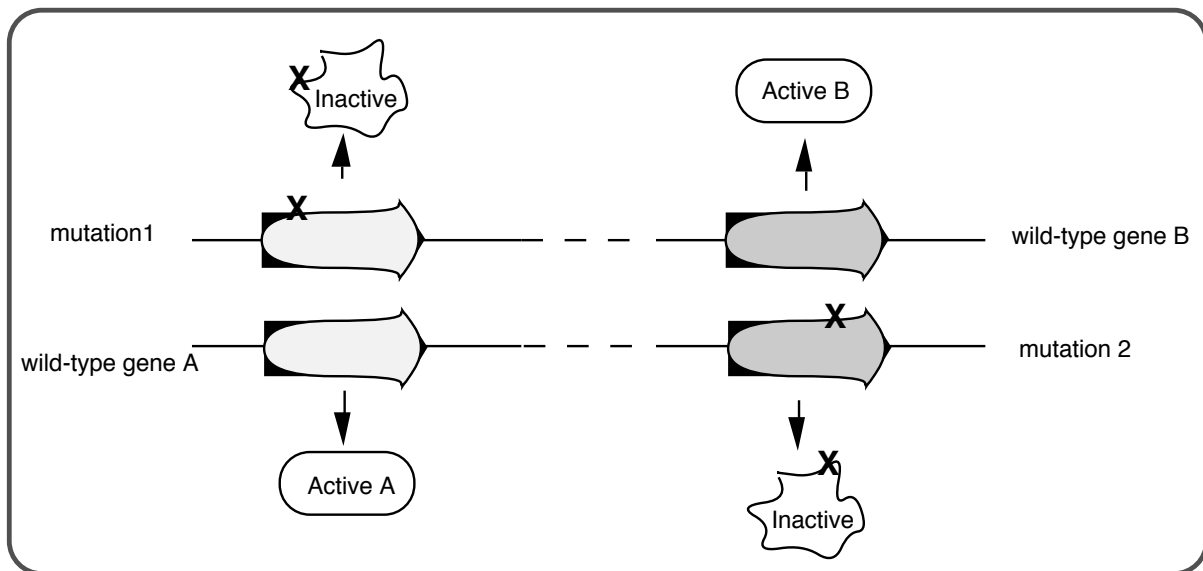 X
Inactive
Active B
X
mutation1
wild-type gene B
X
wild-type gene A
mutation 2
Active A
X
Inactive